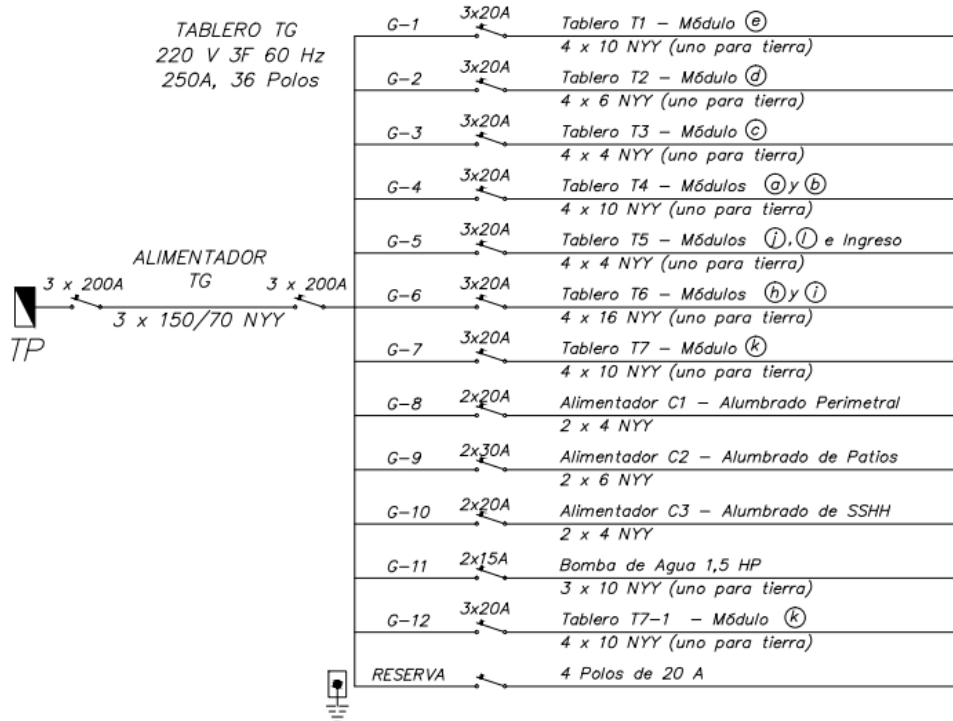 TABLERO TG
220 V 3F 60 Hz
250A, 36 Polos
TP
3 x 200A
ALIMENTADOR
TG
3 x 200A
3 x 150/70 NYY
G-1 3x20A Tablero T1 - Módulo e
4 x 10 NYY (uno para tierra)
G-2 3x20A Tablero T2 - Módulo d
4 x 6 NYY (uno para tierra)
G-3 3x20A Tablero T3 - Módulo c
4 x 4 NYY (uno para tierra)
G-4 3x20A Tablero T4 - Módulos a y b
4 x 10 NYY (uno para tierra)
G-5 3x20A Tablero T5 - Módulos j, l e Ingreso
4 x 4 NYY (uno para tierra)
G-6 3x20A Tablero T6 - Módulos h y i
4 x 16 NYY (uno para tierra)
G-7 3x20A Tablero T7 - Módulo k
4 x 10 NYY (uno para tierra)
G-8 2x20A Alimentador C1 - Alumbrado Perimetral
2 x 4 NYY
G-9 2x30A Alimentador C2 - Alumbrado de Patios
2 x 6 NYY
G-10 2x20A Alimentador C3 - Alumbrado de SSHH
2 x 4 NYY
G-11 2x15A Bomba de Agua 1,5 HP
3 x 10 NYY (uno para tierra)
G-12 3x20A Tablero T7-1 - Módulo k
4 x 10 NYY (uno para tierra)
RESERVA 4 Polos de 20 A